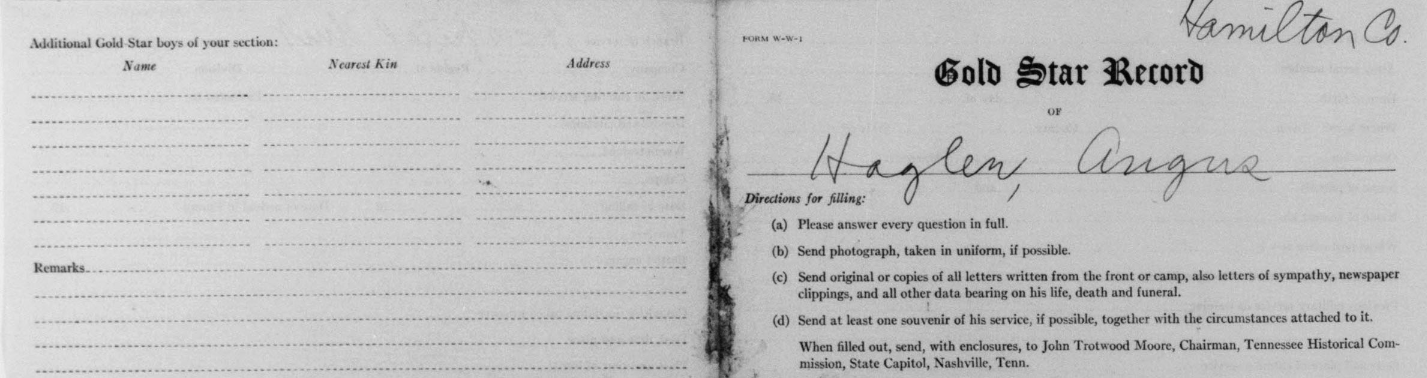 Additional Gold Star boys of your section:
Name Nearest Kin Address
Remarks
Hamilton Co.
FORM W-W-1
Gold Star Record
OF
Haglen, Angus
Directions for filling:
(a) Please answer every question in full.
(b) Send photograph, taken in uniform, if possible.
(c) Send original or copies of all letters written from the front or camp, also letters of sympathy, newspaper
clippings, and all other data bearing on his life, death and funeral.
(d) Send at least one souvenir of his service, if possible, together with the circumstances attached to it.
When filled out, send, with enclosures, to John Trotwood Moore, Chairman, Tennessee Historical Com-
mission, State Capitol, Nashville, Tenn.